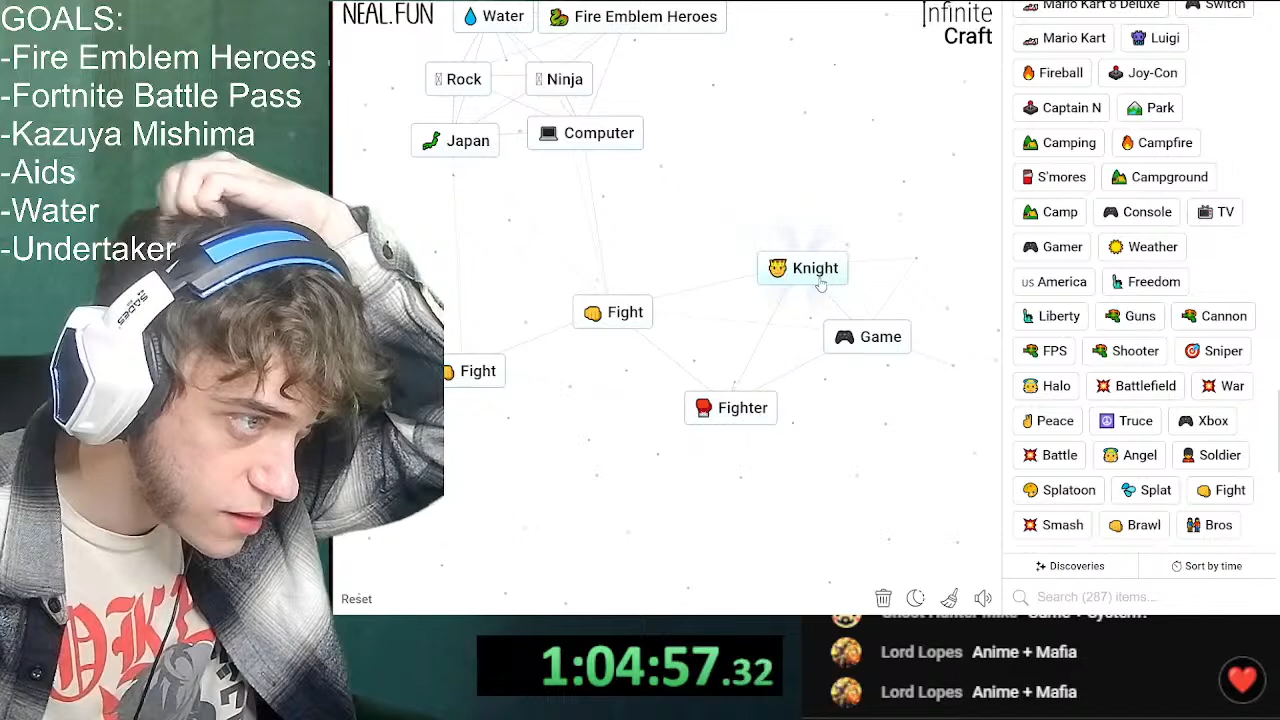 GOALS:
-Fire Emblem Heroes
-Fortnite Battle Pass
-Kazuya Mishima
-Aids
-Water
-Undertaker
NEAL.FUN
Water
Fire Emblem Heroes
Infinite
Craft
Rock
Ninja
Japan
Computer
Knight
Fight
Game
Fight
Fighter
Reset
Mario Kart 8 Deluxe
Switch
Mario Kart
Luigi
Fireball
Joy-Con
Captain N
Park
Camping
Campfire
S'mores
Campground
Camp
Console
TV
Gamer
Weather
us America
Freedom
Liberty
Guns
Cannon
FPS
Shooter
Sniper
Halo
Battlefield
War
Peace
Truce
Xbox
Battle
Angel
Soldier
Splatoon
Splat
Fight
Smash
Brawl
Bros
Discoveries
Sort by time
Search (287) items...
SADES
1:04:57.32
Lord Lopes Anime + Mafia
Lord Lopes Anime + Mafia